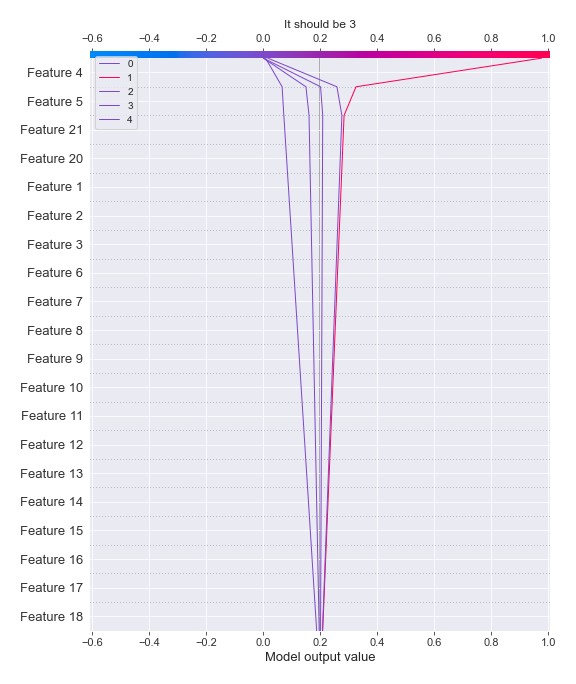 It should be 3
−0.6 −0.4 −0.2 0.0 0.2 0.4 0.6 0.8 1.0
0
1
2
3
4
Feature 4
Feature 5
Feature 21
Feature 20
Feature 1
Feature 2
Feature 3
Feature 6
Feature 7
Feature 8
Feature 9
Feature 10
Feature 11
Feature 12
Feature 13
Feature 14
Feature 15
Feature 16
Feature 17
Feature 18
−0.6 −0.4 −0.2 0.0 0.2 0.4 0.6 0.8 1.0
Model output value